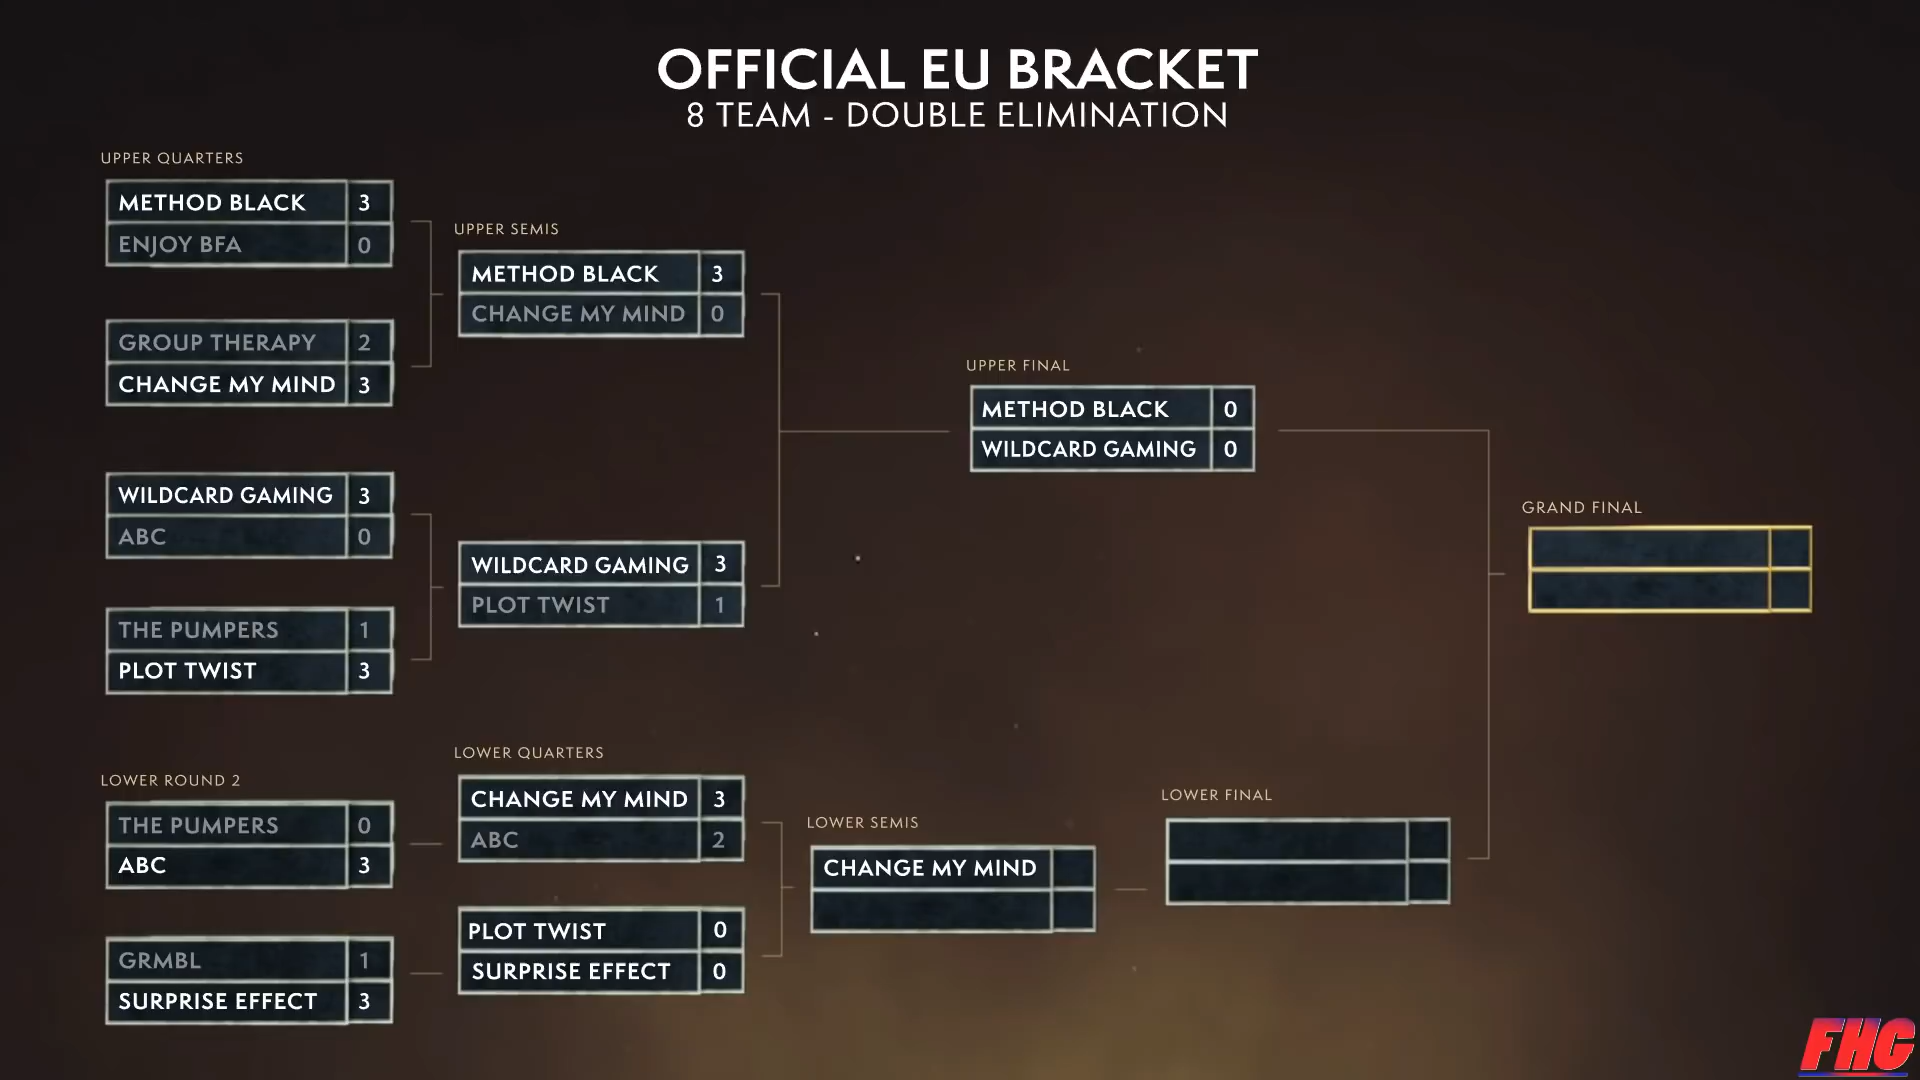 OFFICIAL EU BRACKET
8 TEAM - DOUBLE ELIMINATION
UPPER QUARTERS
METHOD BLACK 3
ENJOY BFA 0
GROUP THERAPY 2
CHANGE MY MIND 3
WILDCARD GAMING 3
ABC 0
THE PUMPERS 1
PLOT TWIST 3
UPPER SEMIS
METHOD BLACK 3
CHANGE MY MIND 0
WILDCARD GAMING 3
PLOT TWIST 1
UPPER FINAL
METHOD BLACK 0
WILDCARD GAMING 0
GRAND FINAL
LOWER ROUND 2
THE PUMPERS 0
ABC 3
GRMBL 1
SURPRISE EFFECT 3
LOWER QUARTERS
CHANGE MY MIND 3
ABC 2
PLOT TWIST 0
SURPRISE EFFECT 0
LOWER SEMIS
CHANGE MY MIND
LOWER FINAL
FHG